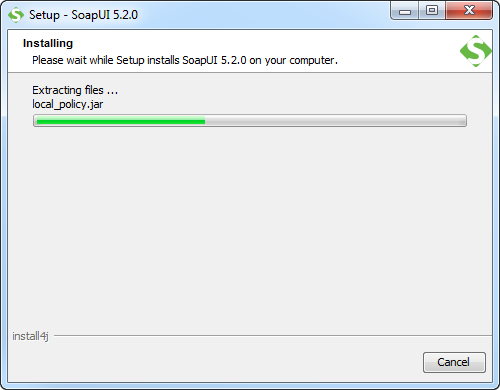 Setup - SoapUI 5.2.0
Installing
Please wait while Setup installs SoapUI 5.2.0 on your computer.
Extracting files ...
local_policy.jar
install4j
Cancel